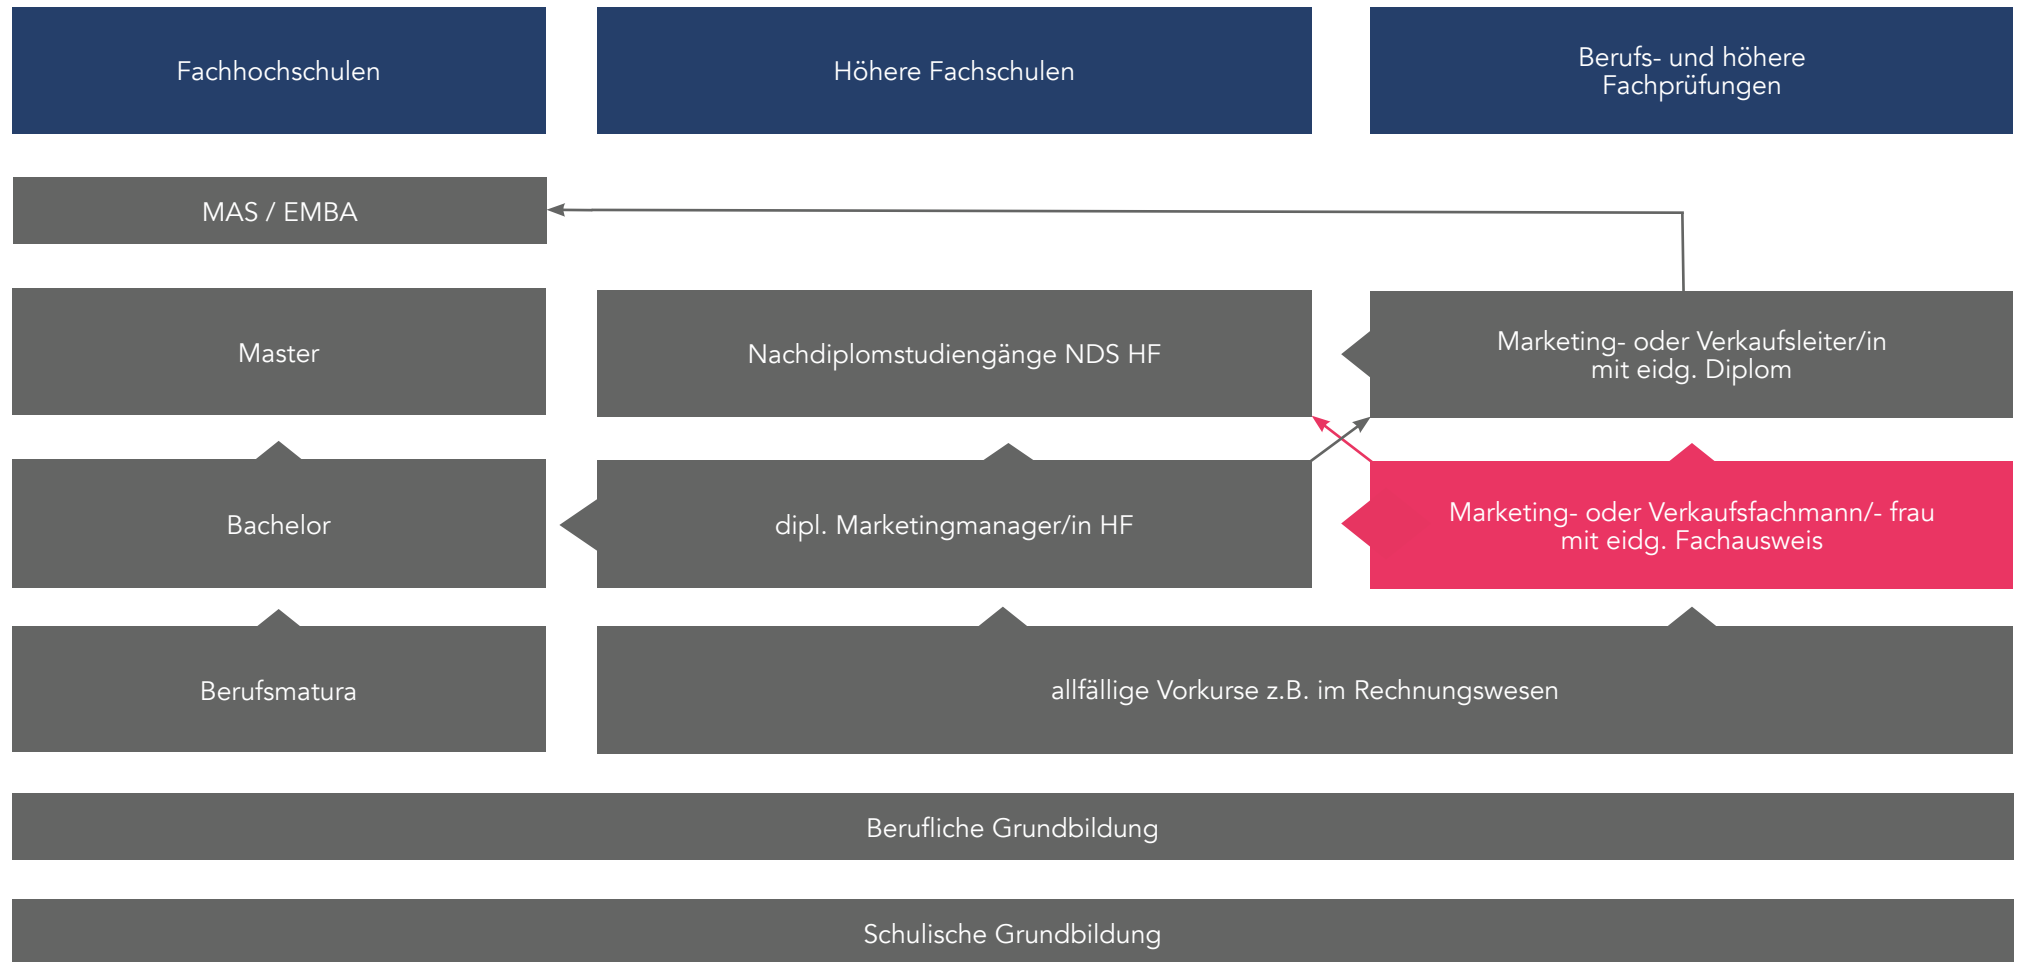 Fachhochschulen
Höhere Fachschulen
Berufs- und höhere
Fachprüfungen
MAS / EMBA
Master
Nachdiplomstudiengänge NDS HF
Marketing- oder Verkaufsleiter/in
mit eidg. Diplom
Bachelor
dipl. Marketingmanager/in HF
Marketing- oder Verkaufsfachmann/- frau
mit eidg. Fachausweis
Berufsmatura
allfällige Vorkurse z.B. im Rechnungswesen
Berufliche Grundbildung
Schulische Grundbildung